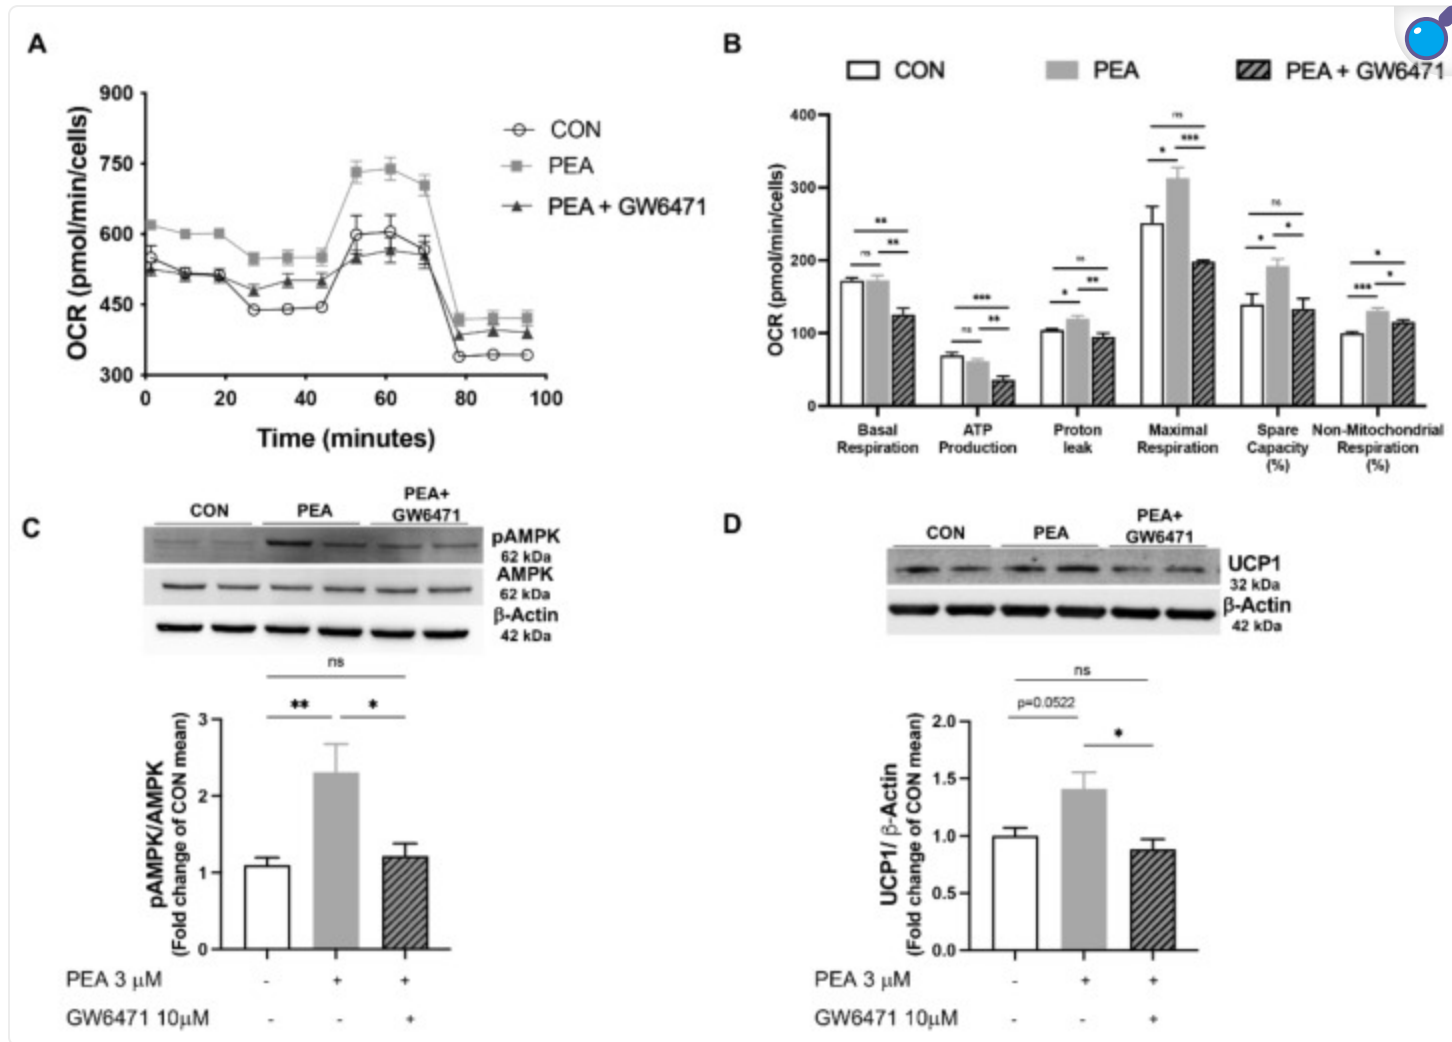 A
900
750
600
450
300
OCR (pmol/min/cells)
0 20 40 60 80 100
Time (minutes)
CON
PEA
PEA + GW6471
B
CON PEA PEA + GW6471
400
300
200
100
0
OCR (pmol/min/cells)
ns
**
**
ns
***
**
ns
*
**
ns
*
***
ns
*
*
*
***
*
Basal
Respiration
ATP
Production
Proton
leak
Maximal
Respiration
Spare
Capacity
(%)
Non-Mitochondrial
Respiration
(%)
C
CON PEA PEA+
GW6471
pAMPK
62 kDa
AMPK
62 kDa
β-Actin
42 kDa
ns
** *
3
2
1
0
pAMPK/AMPK
(Fold change of CON mean)
PEA 3 μM - + +
GW6471 10μM - - +
D
CON PEA PEA+
GW6471
UCP1
32 kDa
β-Actin
42 kDa
ns
p=0.0522
*
2.0
1.5
1.0
0.5
0.0
UCP1/ β-Actin
(Fold change of CON mean)
PEA 3 μM - + +
GW6471 10μM - - +